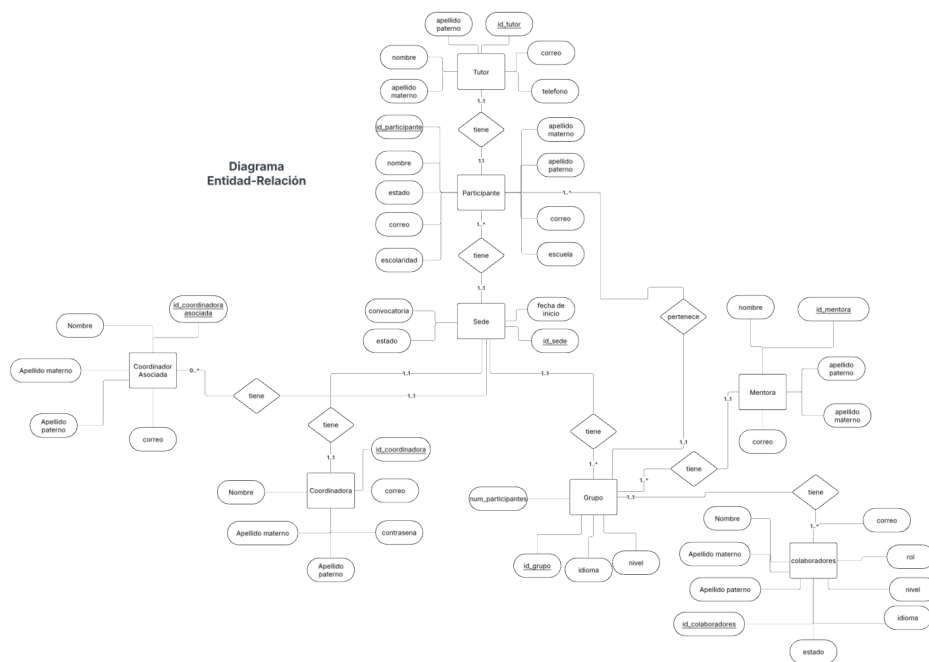 apellido
paterno
id_tutor
nombre
correo
Tutor
apellido
materno
telefono
1..1
tiene
id_participante
apellido
materno
1..1
Diagrama
Entidad-Relación
nombre
apellido
paterno
estado
Participante
1..*
correo
correo
1..*
escolaridad
tiene
escuela
1..1
id_coordinadora
asociada
convocatoria
fecha de
inicio
nombre
id_mentora
Nombre
Sede
pertenece
estado
id_sede
Apellido materno
Coordinador
Asociada
0..*
1..1
1..1
apellido
paterno
Mentora
tiene
1..1
1..1
Apellido
paterno
apellido
materno
correo
tiene
tiene
correo
1..1
1..1
id_coordinadora
1..*
tiene
1..*
Nombre
Coordinadora
correo
num_participantes
Grupo
1..1
tiene
Apellido materno
contrasena
Nombre
1..*
correo
Apellido
paterno
id_grupo
idioma
nivel
Apellido materno
colaboradores
rol
Apellido paterno
nivel
id_colaboradores
idioma
estado